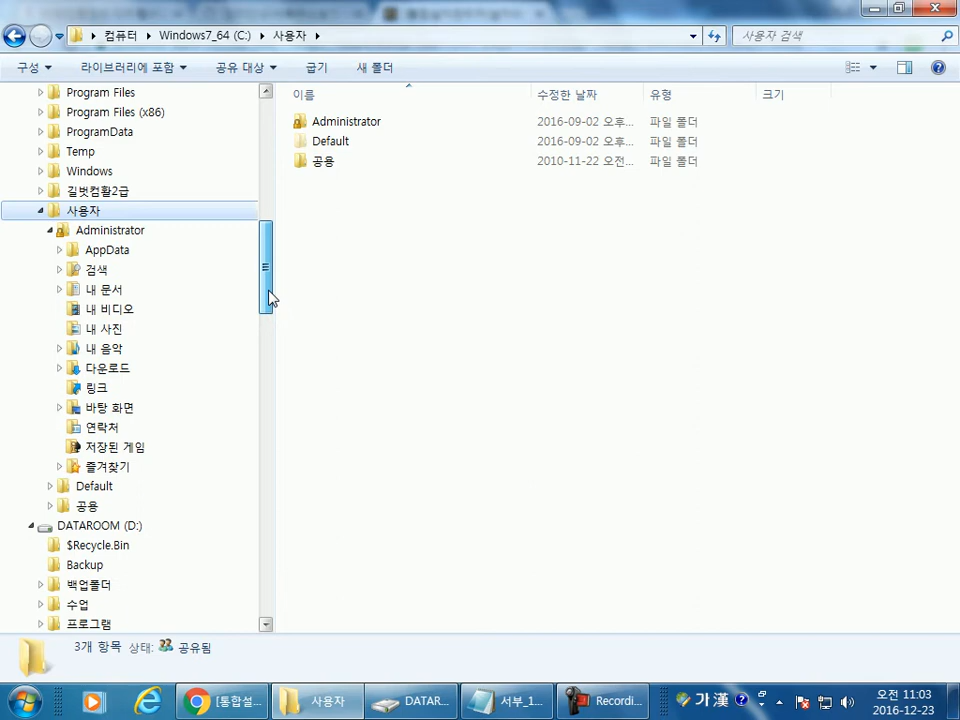 컴퓨터 Windows7_64 (C:) 사용자
사용자 검색
구성 라이브러리에 포함 공유 대상 굽기 새 폴더
이름 수정한 날짜 유형 크기
Administrator 2016-09-02 오후... 파일 폴더
Default 2016-09-02 오후... 파일 폴더
공용 2010-11-22 오전... 파일 폴더
Program Files
Program Files (x86)
ProgramData
Temp
Windows
길벗컴활2급
사용자
Administrator
AppData
검색
내 문서
내 비디오
내 사진
내 음악
다운로드
링크
바탕 화면
연락처
저장된 게임
즐겨찾기
Default
공용
DATAROOM (D:)
$Recycle.Bin
Backup
백업폴더
수업
프로그램
3개 항목 상태: 공유됨
[통합설... 사용자 DATAR... 서부_1... Recordi...
가 漢
오전 11:03
2016-12-23